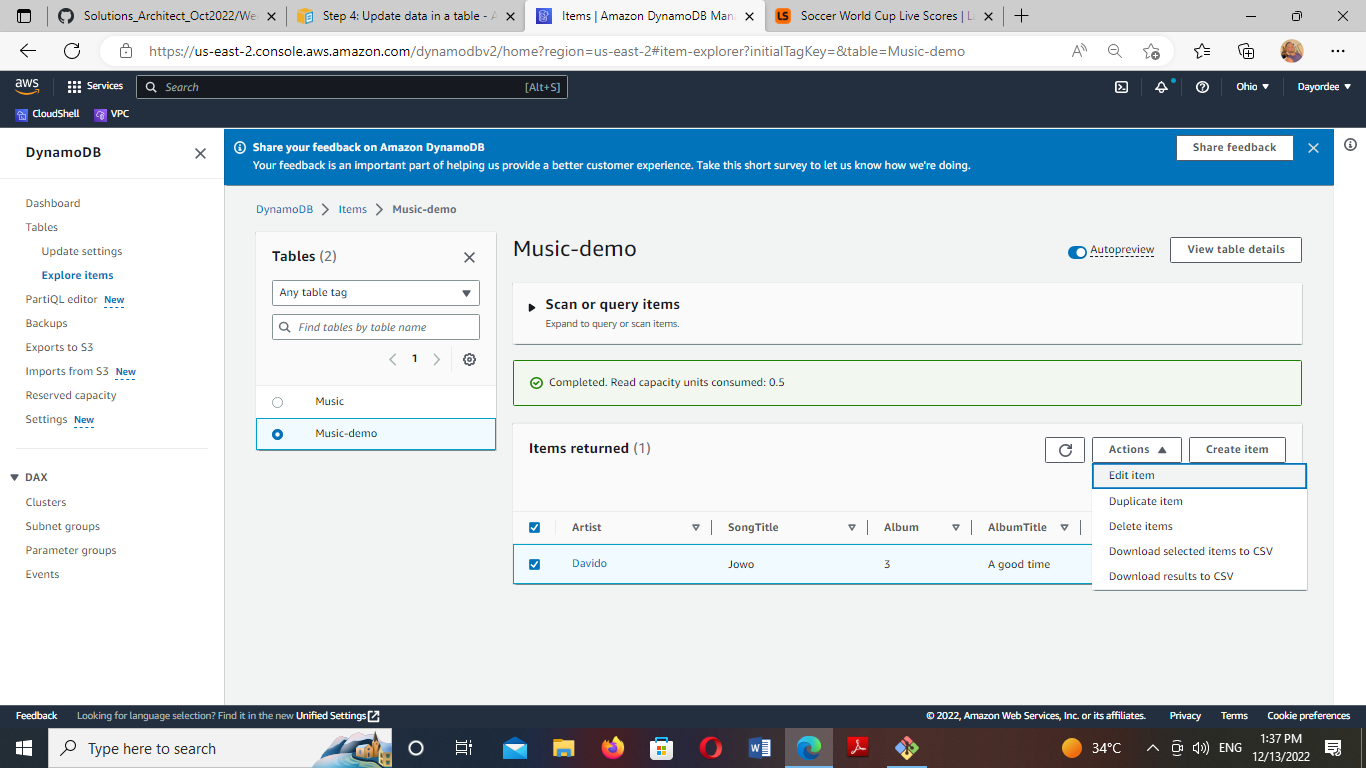 Solutions_Architect_Oct2022/We
Step 4: Update data in a table - A
Items | Amazon DynamoDB Man
Soccer World Cup Live Scores | L
https://us-east-2.console.aws.amazon.com/dynamodbv2/home?region=us-east-2#item-explorer?initialTagKey=&table=Music-demo
aws
Services
Search
[Alt+S]
Ohio
Dayordee
CloudShell
VPC
DynamoDB
Dashboard
Tables
Update settings
Explore items
PartiQL editor New
Backups
Exports to S3
Imports from S3 New
Reserved capacity
Settings New
DAX
Clusters
Subnet groups
Parameter groups
Events
Share your feedback on Amazon DynamoDB
Your feedback is an important part of helping us provide a better customer experience. Take this short survey to let us know how we're doing.
Share feedback
DynamoDB
Items
Music-demo
Tables (2)
Any table tag
Find tables by table name
1
Music
Music-demo
Music-demo
Autopreview
View table details
Scan or query items
Expand to query or scan items.
Completed. Read capacity units consumed: 0.5
Items returned (1)
Actions
Create item
Edit item
Duplicate item
Delete items
Download selected items to CSV
Download results to CSV
Artist
SongTitle
Album
AlbumTitle
Davido
Jowo
3
A good time
Feedback
Looking for language selection? Find it in the new Unified Settings
© 2022, Amazon Web Services, Inc. or its affiliates.
Privacy
Terms
Cookie preferences
Type here to search
34°C
ENG
1:37 PM
12/13/2022